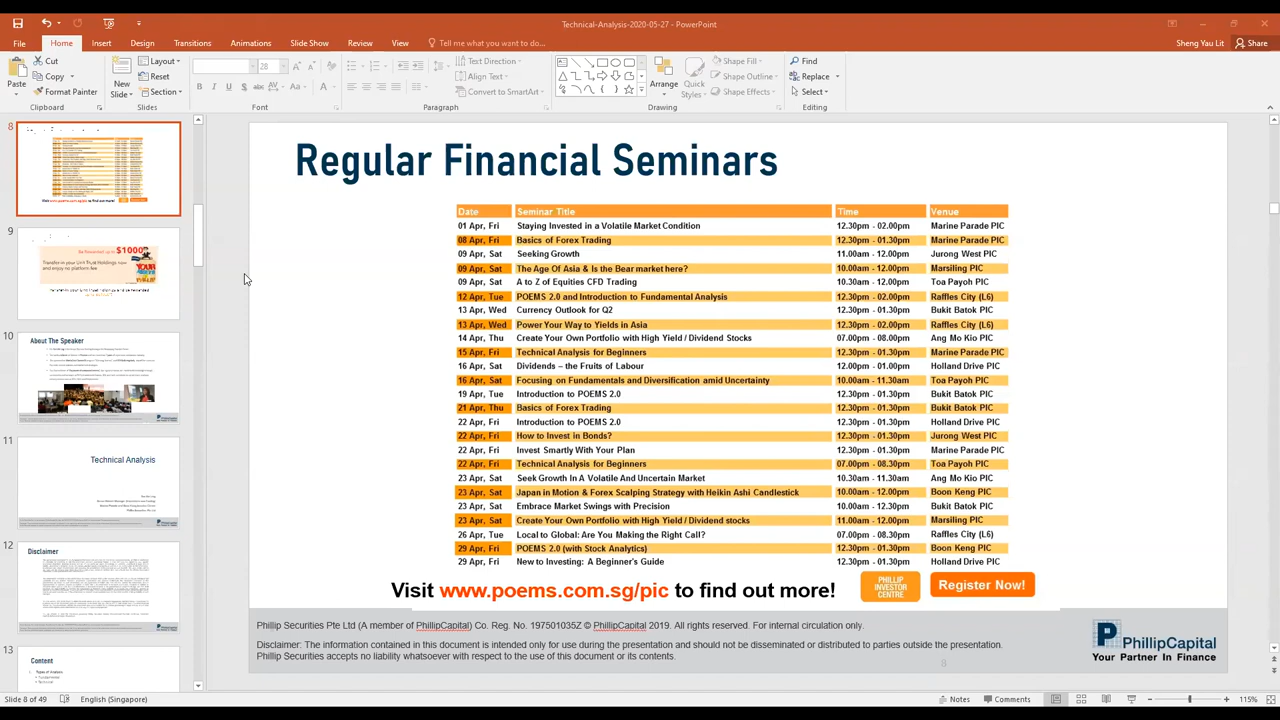 Technical-Analysis-2020-05-27 - PowerPoint
File Home Insert Design Transitions Animations Slide Show Review View Tell me what you want to do... Sheng Yau Lit Share
Paste
Cut
Copy
Format Painter
Clipboard
New Slide
Layout
Reset
Section
Slides
28
Font
Text Direction
Align Text
Convert to SmartArt
Paragraph
Arrange
Quick Styles
Shape Fill
Shape Outline
Shape Effects
Drawing
Find
Replace
Select
Editing
8
9
$1000
10
About The Speaker
11
Technical Analysis
12
Disclaimer
13
Content
Regular Financial Seminars
Date Seminar Title Time Venue
01 Apr, Fri Staying Invested in a Volatile Market Condition 12.30pm - 02.00pm Marine Parade PIC
08 Apr, Fri Basics of Forex Trading 12.30pm - 01.30pm Marine Parade PIC
09 Apr, Sat Seeking Growth 11.00am - 12.00pm Jurong West PIC
09 Apr, Sat The Age Of Asia & Is the Bear market here? 10.00am - 12.00pm Marsiling PIC
09 Apr, Sat A to Z of Equities CFD Trading 10.30am - 12.30pm Toa Payoh PIC
12 Apr, Tue POEMS 2.0 and Introduction to Fundamental Analysis 12.30pm - 02.00pm Raffles City (L6)
13 Apr, Wed Currency Outlook for Q2 12.30pm - 01.30pm Bukit Batok PIC
13 Apr, Wed Power Your Way to Yields in Asia 12.30pm - 02.00pm Raffles City (L6)
14 Apr, Thu Create Your Own Portfolio with High Yield / Dividend Stocks 07.00pm - 08.00pm Ang Mo Kio PIC
15 Apr, Fri Technical Analysis for Beginners 12.30pm - 01.30pm Marine Parade PIC
16 Apr, Sat Dividends – the Fruits of Labour 12.00pm - 01.00pm Holland Drive PIC
16 Apr, Sat Focusing on Fundamentals and Diversification amid Uncertainty 10.00am - 11.30am Toa Payoh PIC
19 Apr, Tue Introduction to POEMS 2.0 12.30pm - 01.30pm Bukit Batok PIC
21 Apr, Thu Basics of Forex Trading 12.30pm - 01.30pm Bukit Batok PIC
22 Apr, Fri Introduction to POEMS 2.0 12.30pm - 01.30pm Holland Drive PIC
22 Apr, Fri How to Invest in Bonds? 12.30pm - 01.30pm Jurong West PIC
22 Apr, Fri Invest Smartly With Your Plan 12.30pm - 01.30pm Marine Parade PIC
22 Apr, Fri Technical Analysis for Beginners 07.00pm - 08.30pm Toa Payoh PIC
23 Apr, Sat Seek Growth In A Volatile And Uncertain Market 10.30am - 11.30am Ang Mo Kio PIC
23 Apr, Sat Japan in Motion & Forex Scalping Strategy with Heikin Ashi Candlestick 10.00am - 12.00pm Boon Keng PIC
23 Apr, Sat Embrace Market Swings with Precision 10.00am - 12.30pm Bukit Batok PIC
23 Apr, Sat Create Your Own Portfolio with High Yield / Dividend stocks 11.00am - 12.00pm Marsiling PIC
26 Apr, Tue Local to Global: Are You Making the Right Call? 07.00pm - 08.30pm Raffles City (L6)
29 Apr, Fri POEMS 2.0 (with Stock Analytics) 12.30pm - 01.30pm Boon Keng PIC
29 Apr, Fri New to Investing: A Beginner's Guide 12.30pm - 01.30pm Holland Drive PIC
Visit www.poems.com.sg/pic to find out more!
PHILLIP INVESTOR CENTRE
Register Now!
Phillip Securities Pte Ltd (A member of PhillipCapital) Co. Reg. No. 197501035Z © PhillipCapital 2019. All rights reserved. For internal circulation only.
Disclaimer: The information contained in this document is intended only for use during the presentation and should not be disseminated or distributed to parties outside the presentation.
Phillip Securities accepts no liability whatsoever with respect to the use of this document or its contents.
8
PhillipCapital
Your Partner In Finance
Slide 8 of 49 English (Singapore) Notes Comments 115%